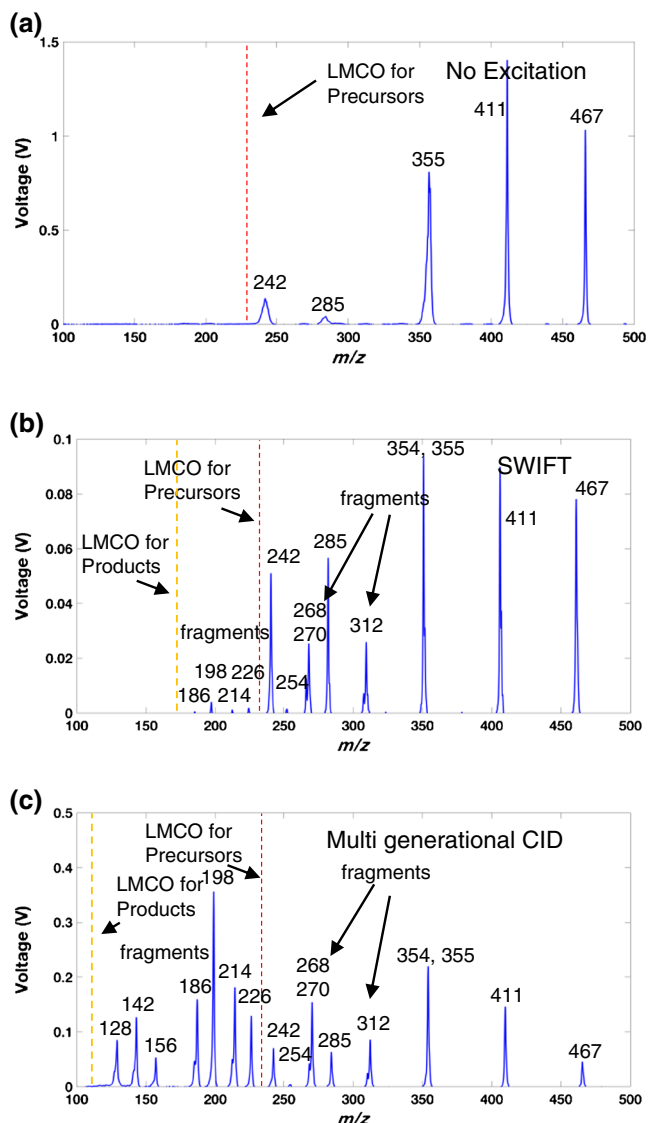 (a)
Voltage (V)
1.5
1
0.5
0
LMCO for
Precursors
No Excitation
242
285
355
411
467
100 150 200 250 300 350 400 450 500
m/z
(b)
Voltage (V)
0.1
0.08
0.06
0.04
0.02
0
LMCO for
Precursors
LMCO for
Products
SWIFT
fragments
fragments
186
198
214
226
242
254
268
270
285
312
354, 355
411
467
100 150 200 250 300 350 400 450 500
m/z
(c)
Voltage (V)
0.5
0.4
0.3
0.2
0.1
0
LMCO for
Precursors
LMCO for
Products
Multi generational CID
fragments
fragments
128
142
156
186
198
214
226
242
254
268
270
285
312
354, 355
411
467
100 150 200 250 300 350 400 450 500
m/z